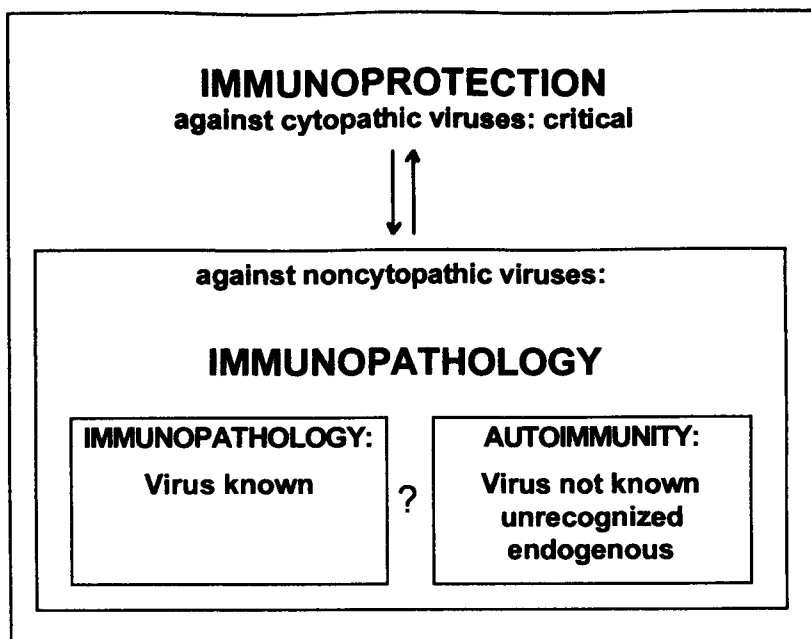 IMMUNOPROTECTION
against cytopathic viruses: critical
against noncytopathic viruses:
IMMUNOPATHOLOGY
IMMUNOPATHOLOGY:
Virus known
?
AUTOIMMUNITY:
Virus not known
unrecognized
endogenous